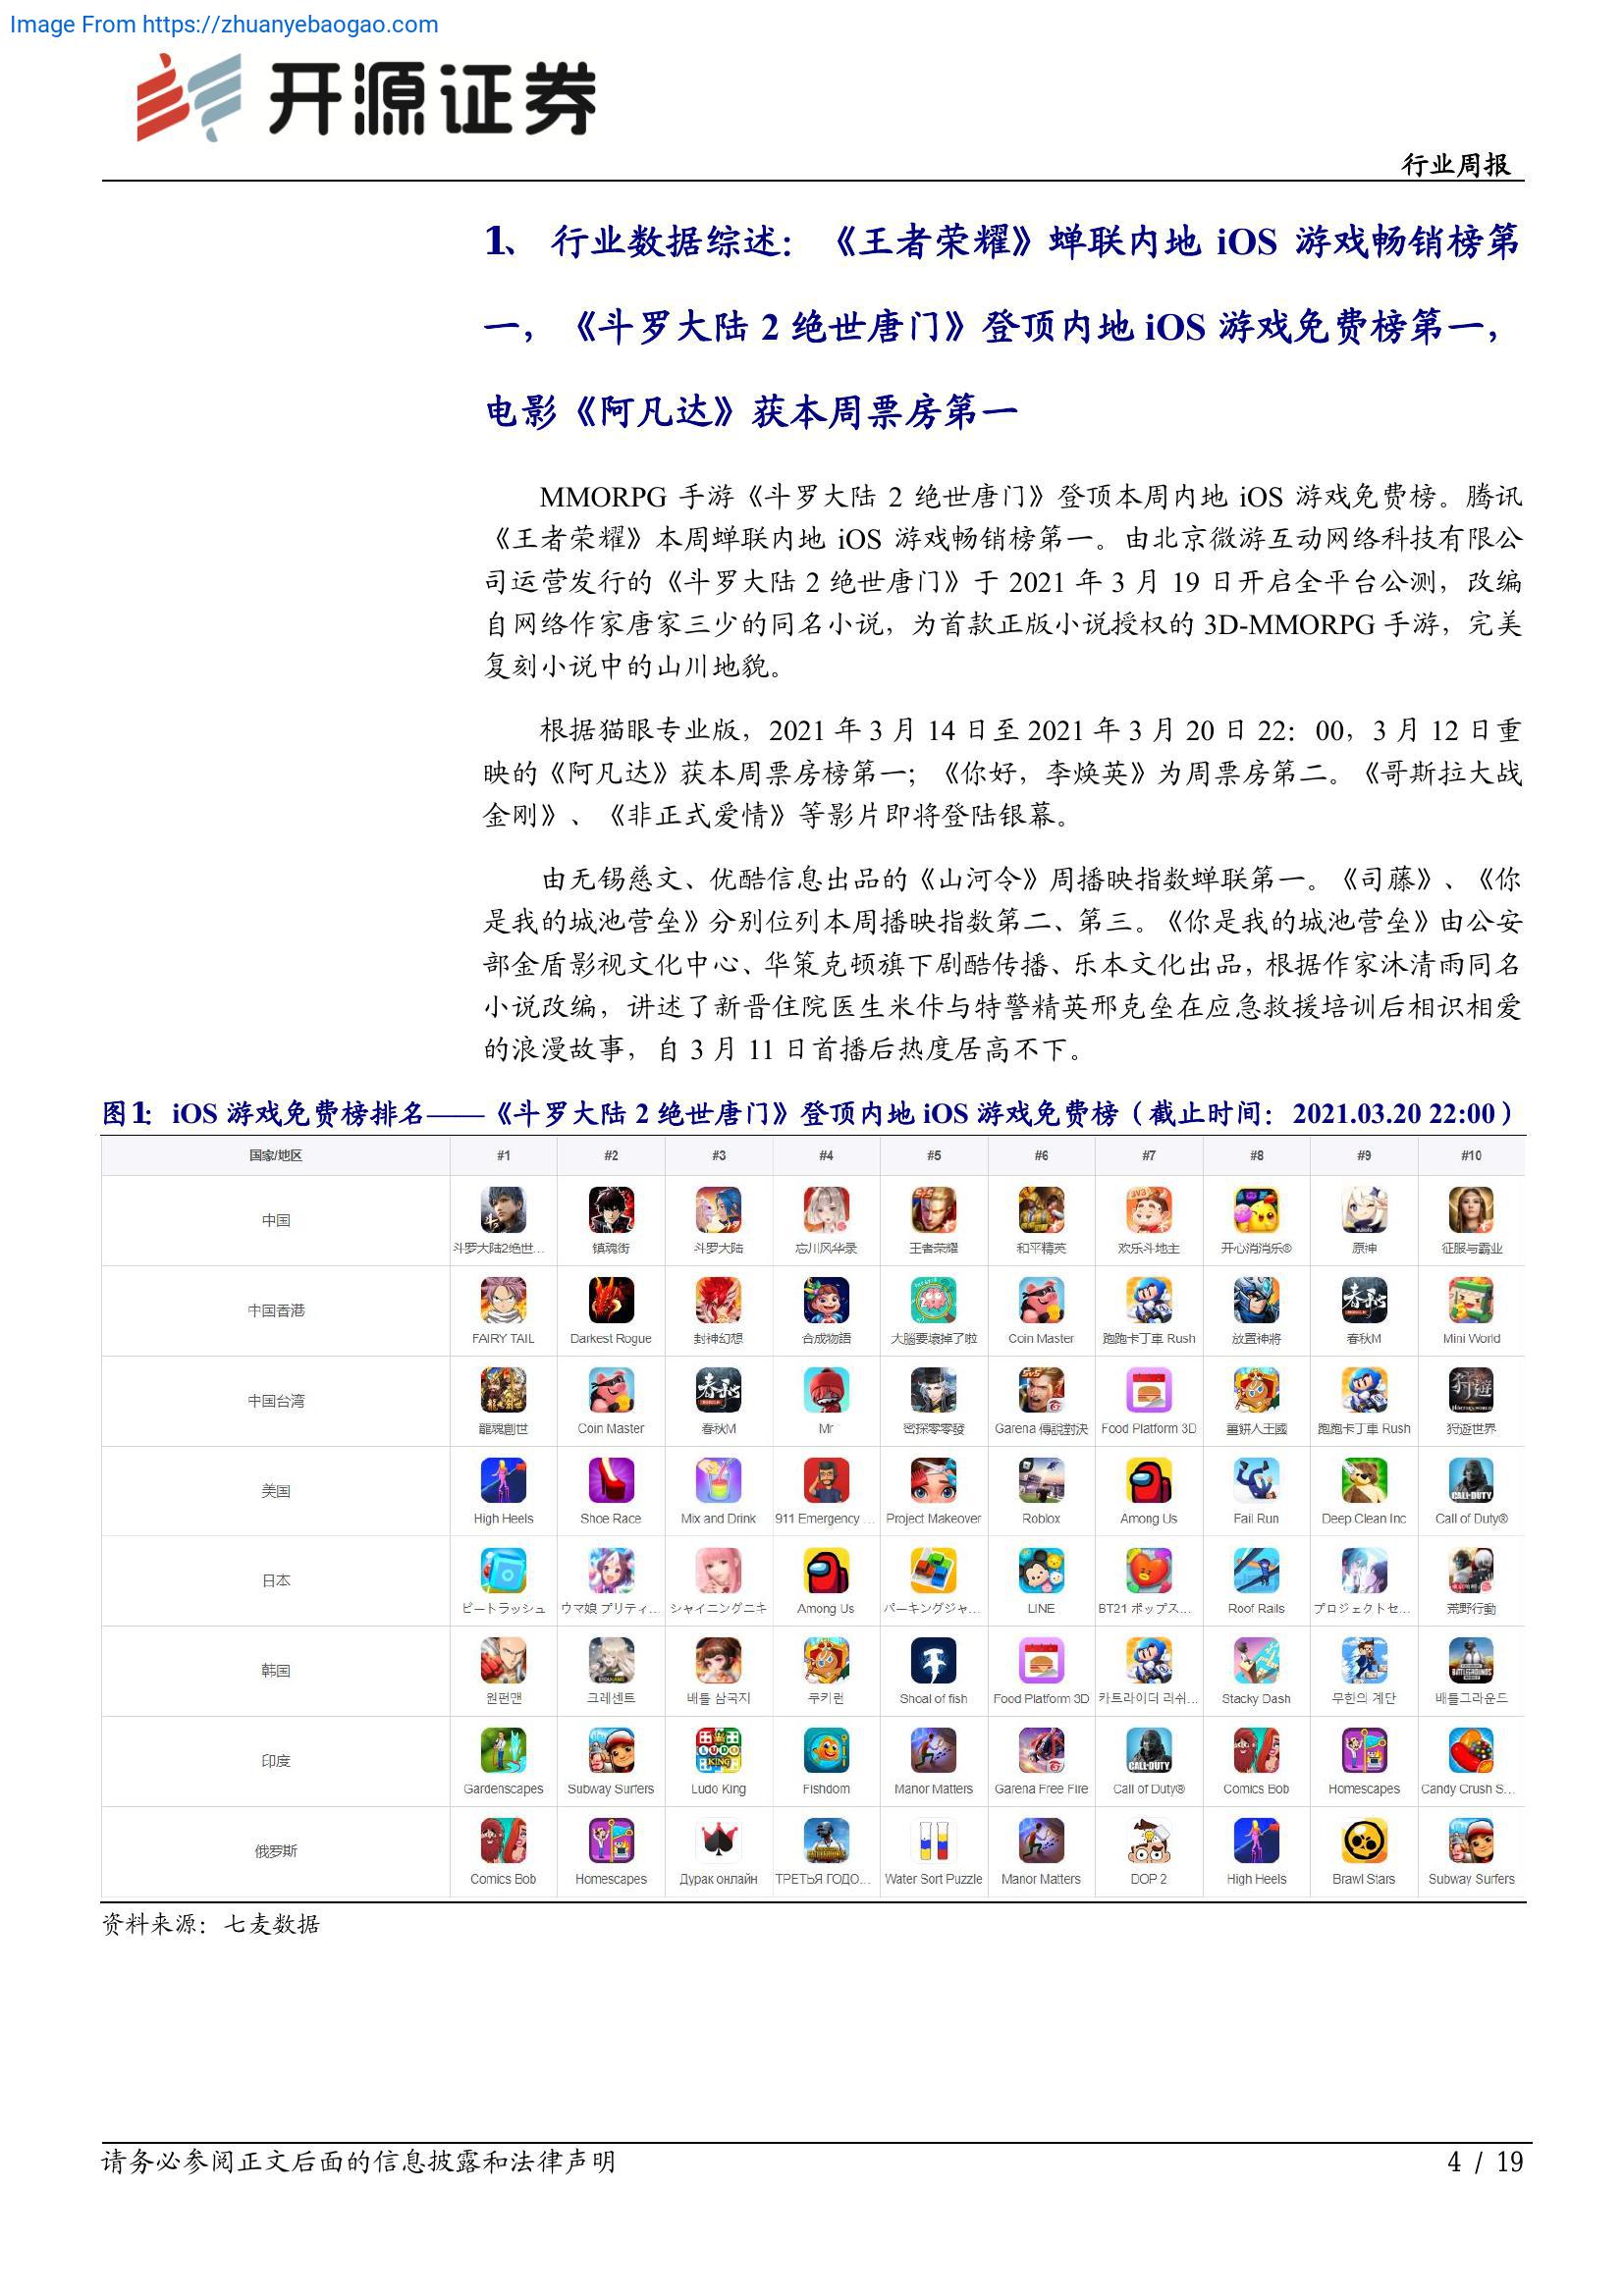 Image From https://zhuanyebaogao.com
开源证券
行业周报
1、 行业数据综述：《王者荣耀》蝉联内地 iOS 游戏畅销榜第
一，《斗罗大陆 2 绝世唐门》登顶内地 iOS 游戏免费榜第一，
电影《阿凡达》获本周票房第一
MMORPG 手游《斗罗大陆 2 绝世唐门》登顶本周内地 iOS 游戏免费榜。腾讯
《王者荣耀》本周蝉联内地 iOS 游戏畅销榜第一。由北京微游互动网络科技有限公
司运营发行的《斗罗大陆 2 绝世唐门》于 2021 年 3 月 19 日开启全平台公测，改编
自网络作家唐家三少的同名小说，为首款正版小说授权的 3D-MMORPG 手游，完美
复刻小说中的山川地貌。
根据猫眼专业版，2021 年 3 月 14 日至 2021 年 3 月 20 日 22：00，3 月 12 日重
映的《阿凡达》获本周票房榜第一；《你好，李焕英》为周票房第二。《哥斯拉大战
金刚》、《非正式爱情》等影片即将登陆银幕。
由无锡慈文、优酷信息出品的《山河令》周播映指数蝉联第一。《司藤》、《你
是我的城池营垒》分别位列本周播映指数第二、第三。《你是我的城池营垒》由公安
部金盾影视文化中心、华策克顿旗下剧酷传播、乐本文化出品，根据作家沐清雨同名
小说改编，讲述了新晋住院医生米佧与特警精英邢克垒在应急救援培训后相识相爱
的浪漫故事，自 3 月 11 日首播后热度居高不下。
图1：iOS 游戏免费榜排名——《斗罗大陆 2 绝世唐门》登顶内地 iOS 游戏免费榜（截止时间：2021.03.20 22:00）
国家/地区 #1 #2 #3 #4 #5 #6 #7 #8 #9 #10
中国 斗罗大陆2绝世... 镇魂街 斗罗大陆 忘川风华录 王者荣耀 和平精英 欢乐斗地主 开心消消乐® 原神 征服与霸业
中国香港 FAIRY TAIL Darkest Rogue 封神幻想 合成物語 大腦要壞掉了啦 Coin Master 跑跑卡丁車 Rush 放置神將 春秋M Mini World
中国台湾 龍魂創世 Coin Master 春秋M Mr 密探零零發 Garena 傳說對決 Food Platform 3D 薑餅人王國 跑跑卡丁車 Rush 狩遊世界
美国 High Heels Shoe Race Mix and Drink 911 Emergency ... Project Makeover Roblox Among Us Fail Run Deep Clean Inc Call of Duty®
日本 ビートラッシュ ウマ娘 プリティ... シャイニングニキ Among Us パーキングジャ... LINE BT21 ポップス... Roof Rails プロジェクトセ... 荒野行動
韩国 원펀맨 크레센트 배틀 삼국지 쿠키런 Shoal of fish Food Platform 3D 카트라이더 러쉬... Stacky Dash 무한의 계단 배틀그라운드
印度 Gardenscapes Subway Surfers Ludo King Fishdom Manor Matters Garena Free Fire Call of Duty® Comics Bob Homescapes Candy Crush S...
俄罗斯 Comics Bob Homescapes Дурак онлайн ТРЕТЬЯ ГОДО... Water Sort Puzzle Manor Matters DOP 2 High Heels Brawl Stars Subway Surfers
资料来源：七麦数据
请务必参阅正文后面的信息披露和法律声明
4 / 19